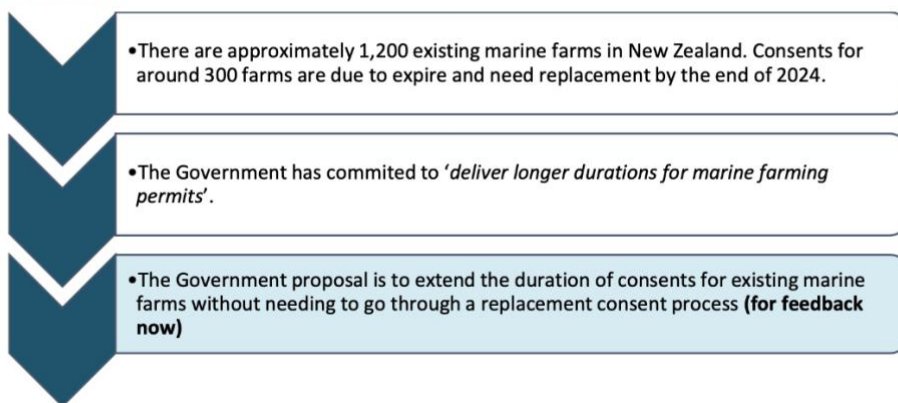 •There are approximately 1,200 existing marine farms in New Zealand. Consents for
around 300 farms are due to expire and need replacement by the end of 2024.
•The Government has commited to ‘deliver longer durations for marine farming
permits’.
•The Government proposal is to extend the duration of consents for existing marine
farms without needing to go through a replacement consent process (for feedback
now)